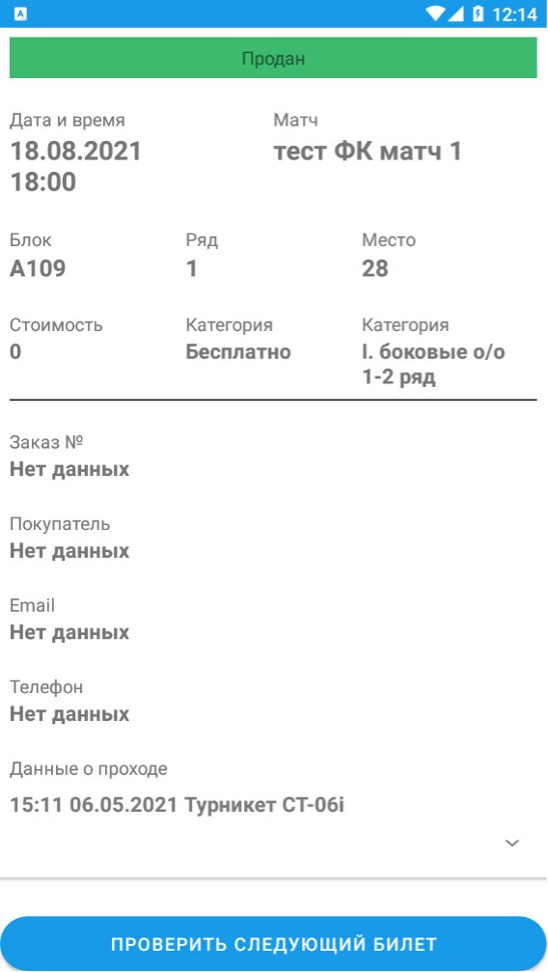 12:14
Продан
Дата и время
18.08.2021
18:00
Матч
тест ФК матч 1
Блок
A109
Ряд
1
Место
28
Стоимость
0
Категория
Бесплатно
Категория
I. боковые о/о
1-2 ряд
Заказ №
Нет данных
Покупатель
Нет данных
Email
Нет данных
Телефон
Нет данных
Данные о проходе
15:11 06.05.2021 Турникет СТ-06i
ПРОВЕРИТЬ СЛЕДУЮЩИЙ БИЛЕТ